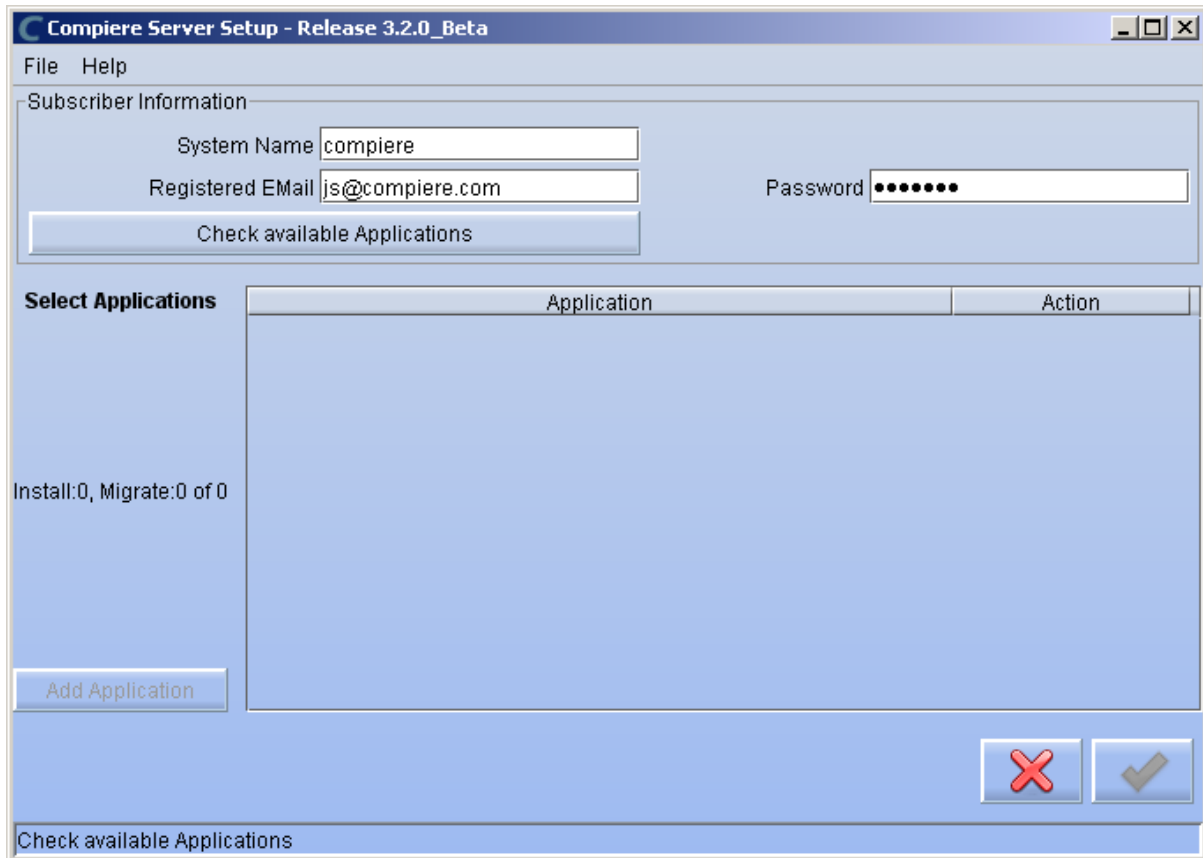 Compiere Server Setup - Release 3.2.0_Beta
File Help
Subscriber Information
System Name compiere
Registered EMail js@compiere.com Password •••••••
Check available Applications
Select Applications Application Action
Install:0, Migrate:0 of 0
Add Application
Check available Applications